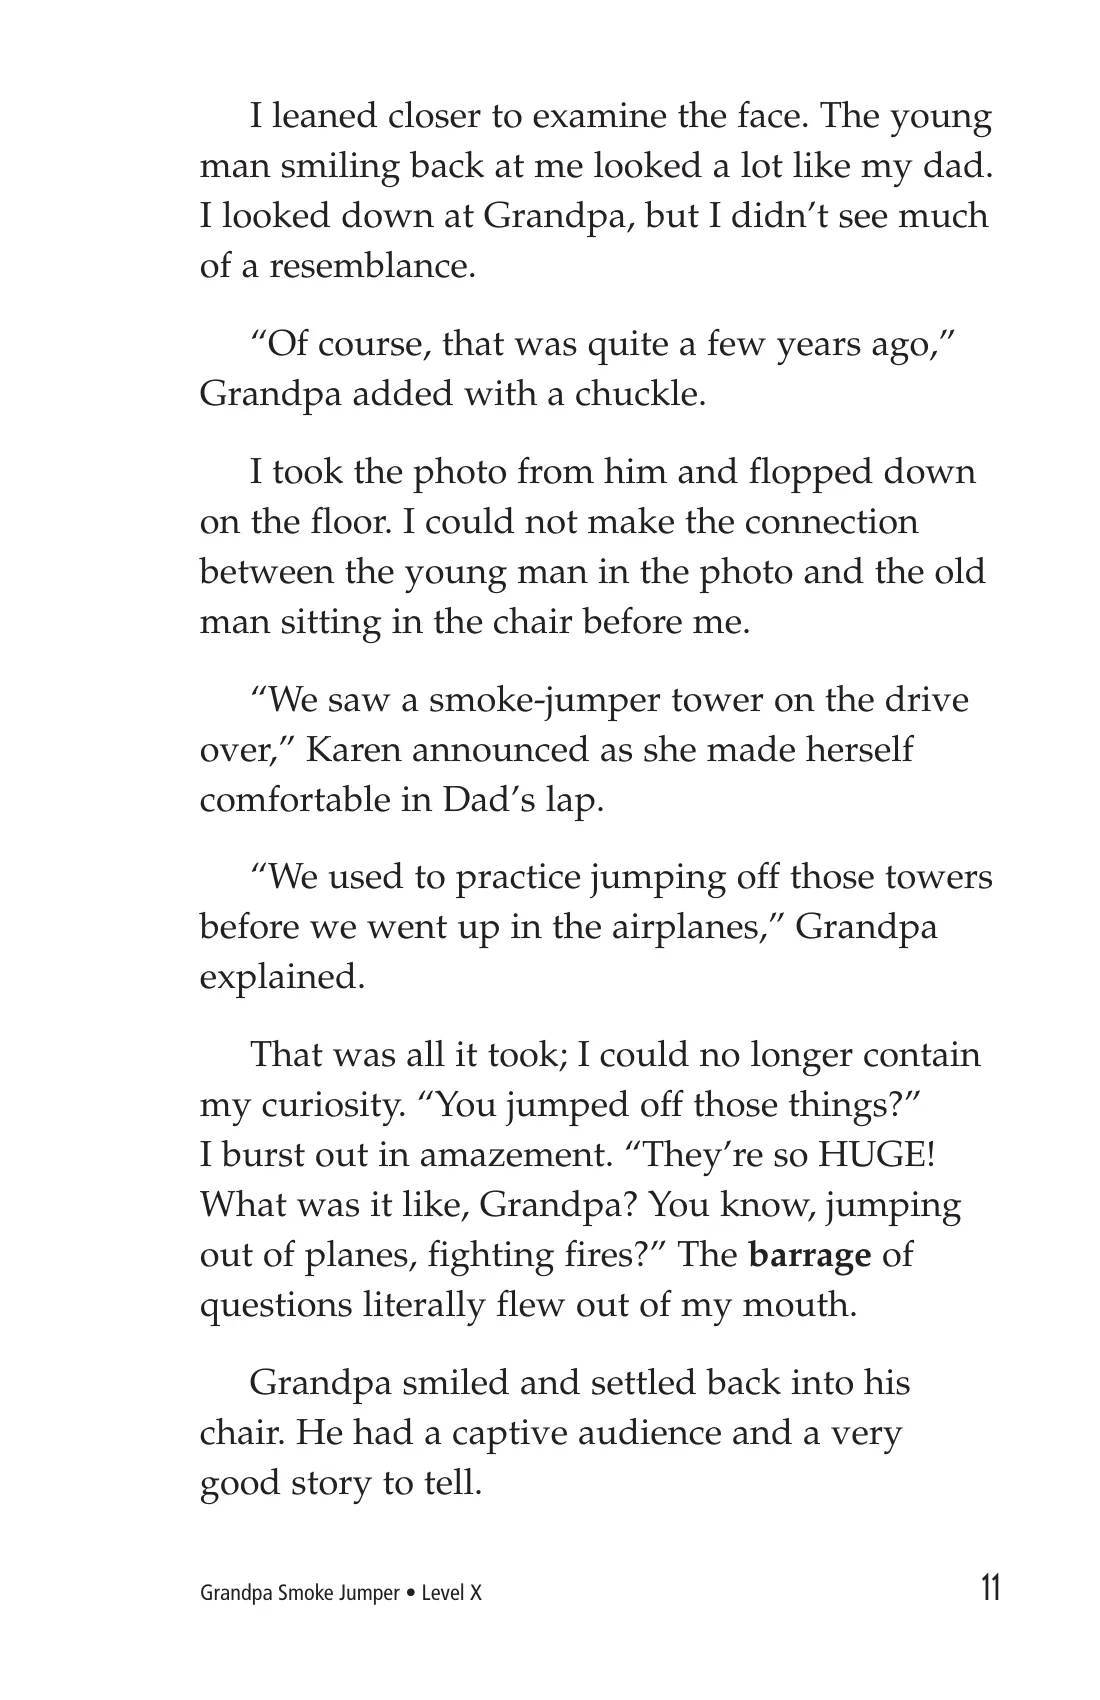 I leaned closer to examine the face. The young
man smiling back at me looked a lot like my dad.
I looked down at Grandpa, but I didn’t see much
of a resemblance.
“Of course, that was quite a few years ago,”
Grandpa added with a chuckle.
I took the photo from him and flopped down
on the floor. I could not make the connection
between the young man in the photo and the old
man sitting in the chair before me.
“We saw a smoke-jumper tower on the drive
over,” Karen announced as she made herself
comfortable in Dad’s lap.
“We used to practice jumping off those towers
before we went up in the airplanes,” Grandpa
explained.
That was all it took; I could no longer contain
my curiosity. “You jumped off those things?”
I burst out in amazement. “They’re so HUGE!
What was it like, Grandpa? You know, jumping
out of planes, fighting fires?” The barrage of
questions literally flew out of my mouth.
Grandpa smiled and settled back into his
chair. He had a captive audience and a very
good story to tell.
Grandpa Smoke Jumper • Level X 11